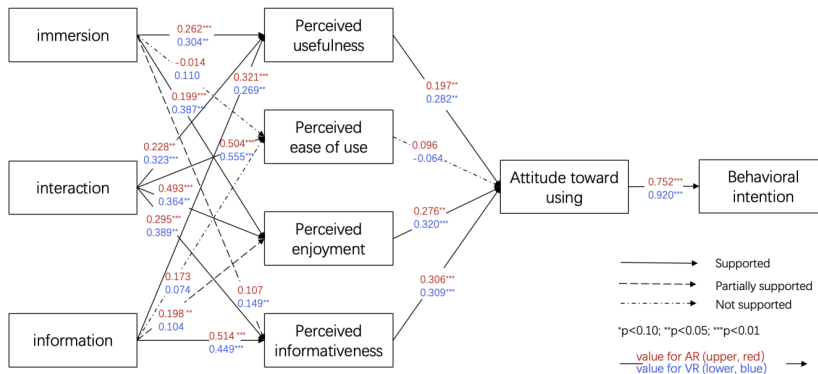 immersion
interaction
information
Perceived
usefulness
Perceived
ease of use
Perceived
enjoyment
Perceived
informativeness
Attitude toward
using
Behavioral
intention
0.262***
0.304**
-0.014
0.110
0.199***
0.387***
0.321***
0.269**
0.228**
0.323***
0.504***
0.555***
0.493***
0.364**
0.295***
0.389**
0.173
0.074
0.107
0.149**
0.198 **
0.104
0.514 ***
0.449***
0.197**
0.282**
0.096
-0.064
0.276**
0.320***
0.306***
0.309***
0.752***
0.920***
Supported
Partially supported
Not supported
*p<0.10; **p<0.05; ***p<0.01
value for AR (upper, red)
value for VR (lower, blue)